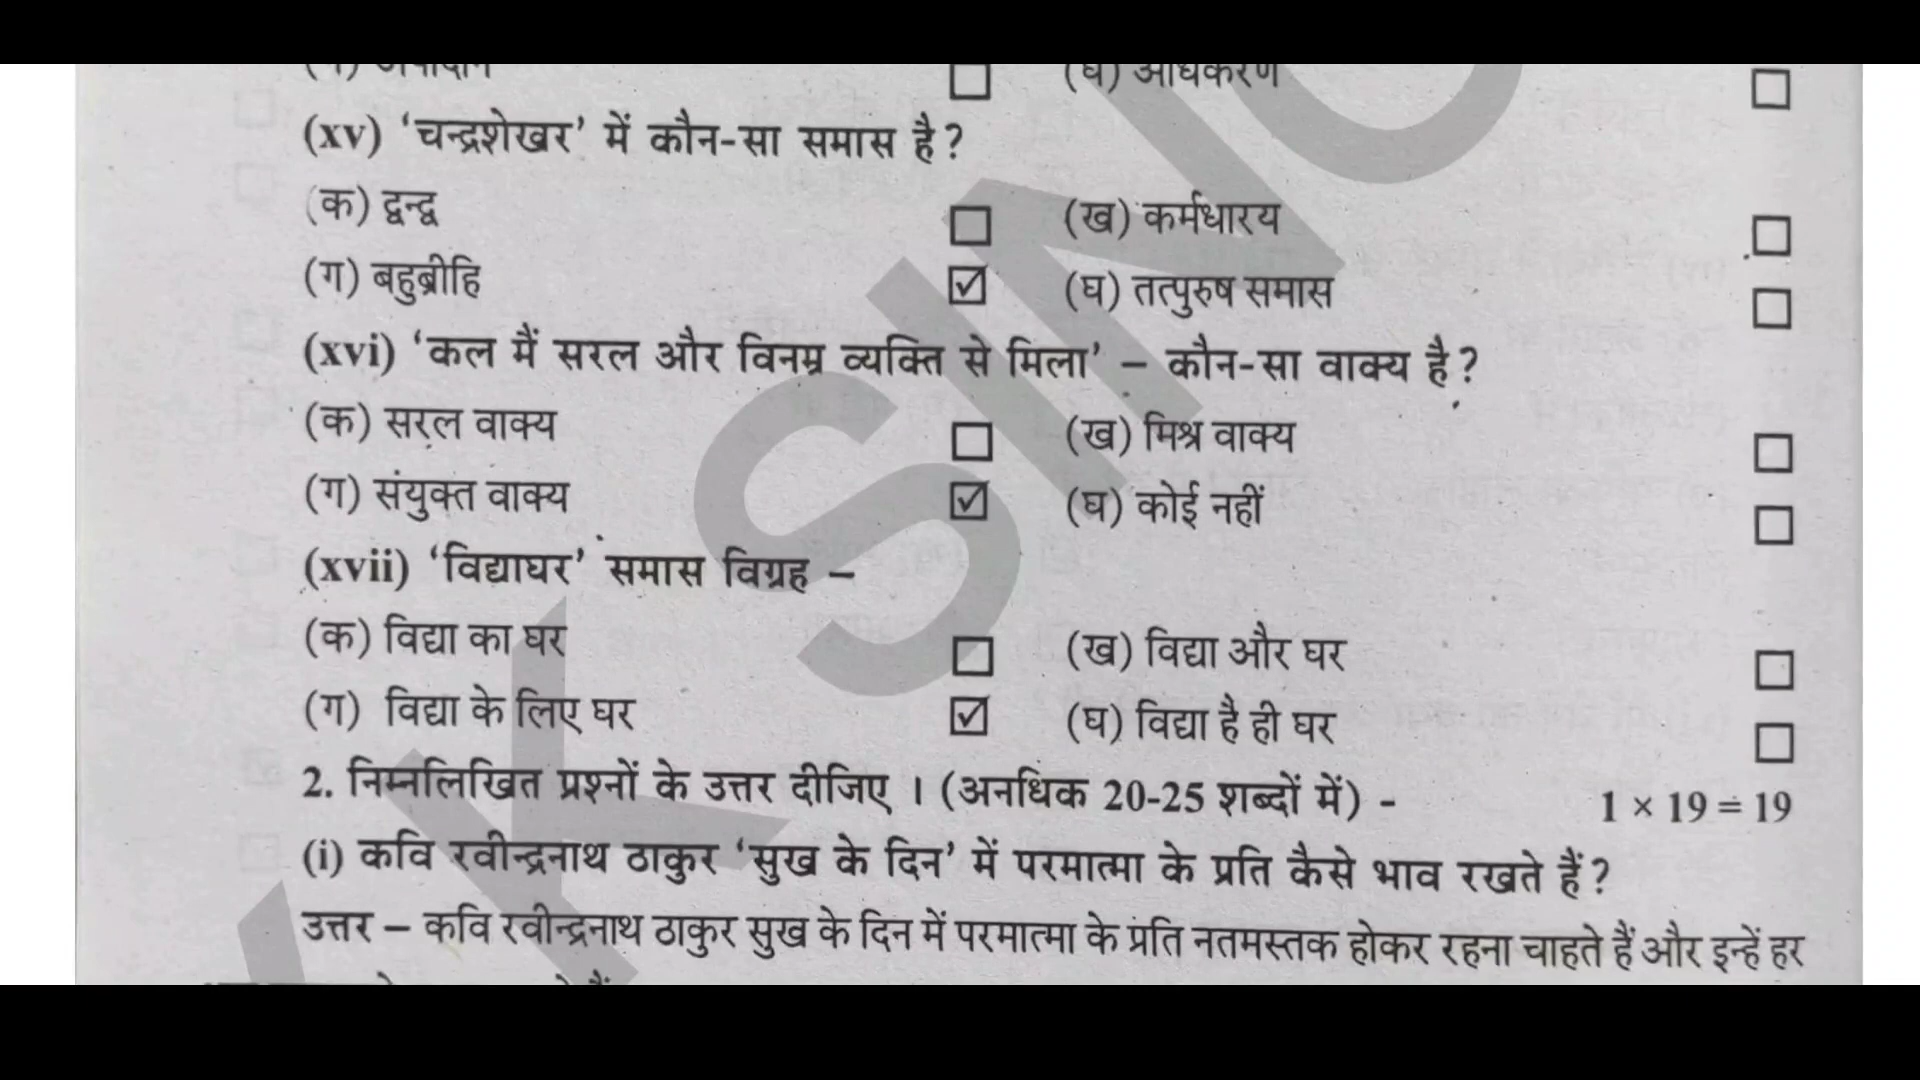 (घ) अधिकरण
(xv) ‘चन्द्रशेखर’ में कौन-सा समास है?
(क) द्वन्द्व (ख) कर्मधारय
(ग) बहुब्रीहि ☑ (घ) तत्पुरुष समास
(xvi) ‘कल मैं सरल और विनम्र व्यक्ति से मिला’ – कौन-सा वाक्य है?
(क) सरल वाक्य (ख) मिश्र वाक्य
(ग) संयुक्त वाक्य ☑ (घ) कोई नहीं
(xvii) ‘विद्याघर’ समास विग्रह –
(क) विद्या का घर (ख) विद्या और घर
(ग) विद्या के लिए घर ☑ (घ) विद्या है ही घर
2. निम्नलिखित प्रश्नों के उत्तर दीजिए । (अनधिक 20-25 शब्दों में) - 1 × 19 = 19
(i) कवि रवीन्द्रनाथ ठाकुर ‘सुख के दिन’ में परमात्मा के प्रति कैसे भाव रखते हैं?
उत्तर – कवि रवीन्द्रनाथ ठाकुर सुख के दिन में परमात्मा के प्रति नतमस्तक होकर रहना चाहते हैं और इन्हें हर
K SING